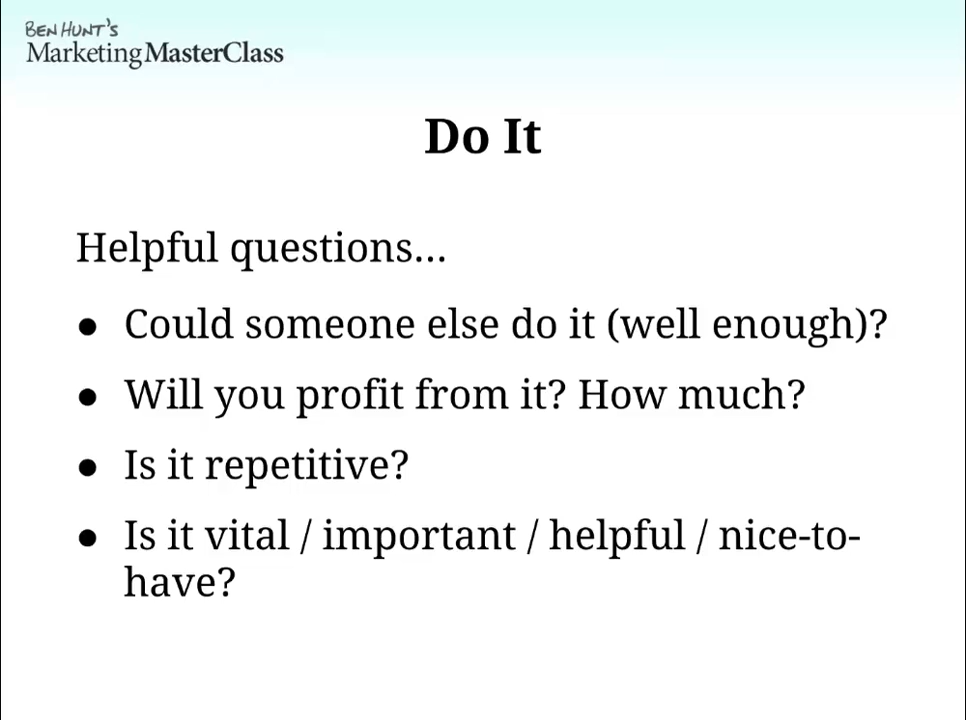 BEN HUNT'S
Marketing MasterClass
Do It
Helpful questions...
● Could someone else do it (well enough)?
● Will you profit from it? How much?
● Is it repetitive?
● Is it vital / important / helpful / nice-to-
have?